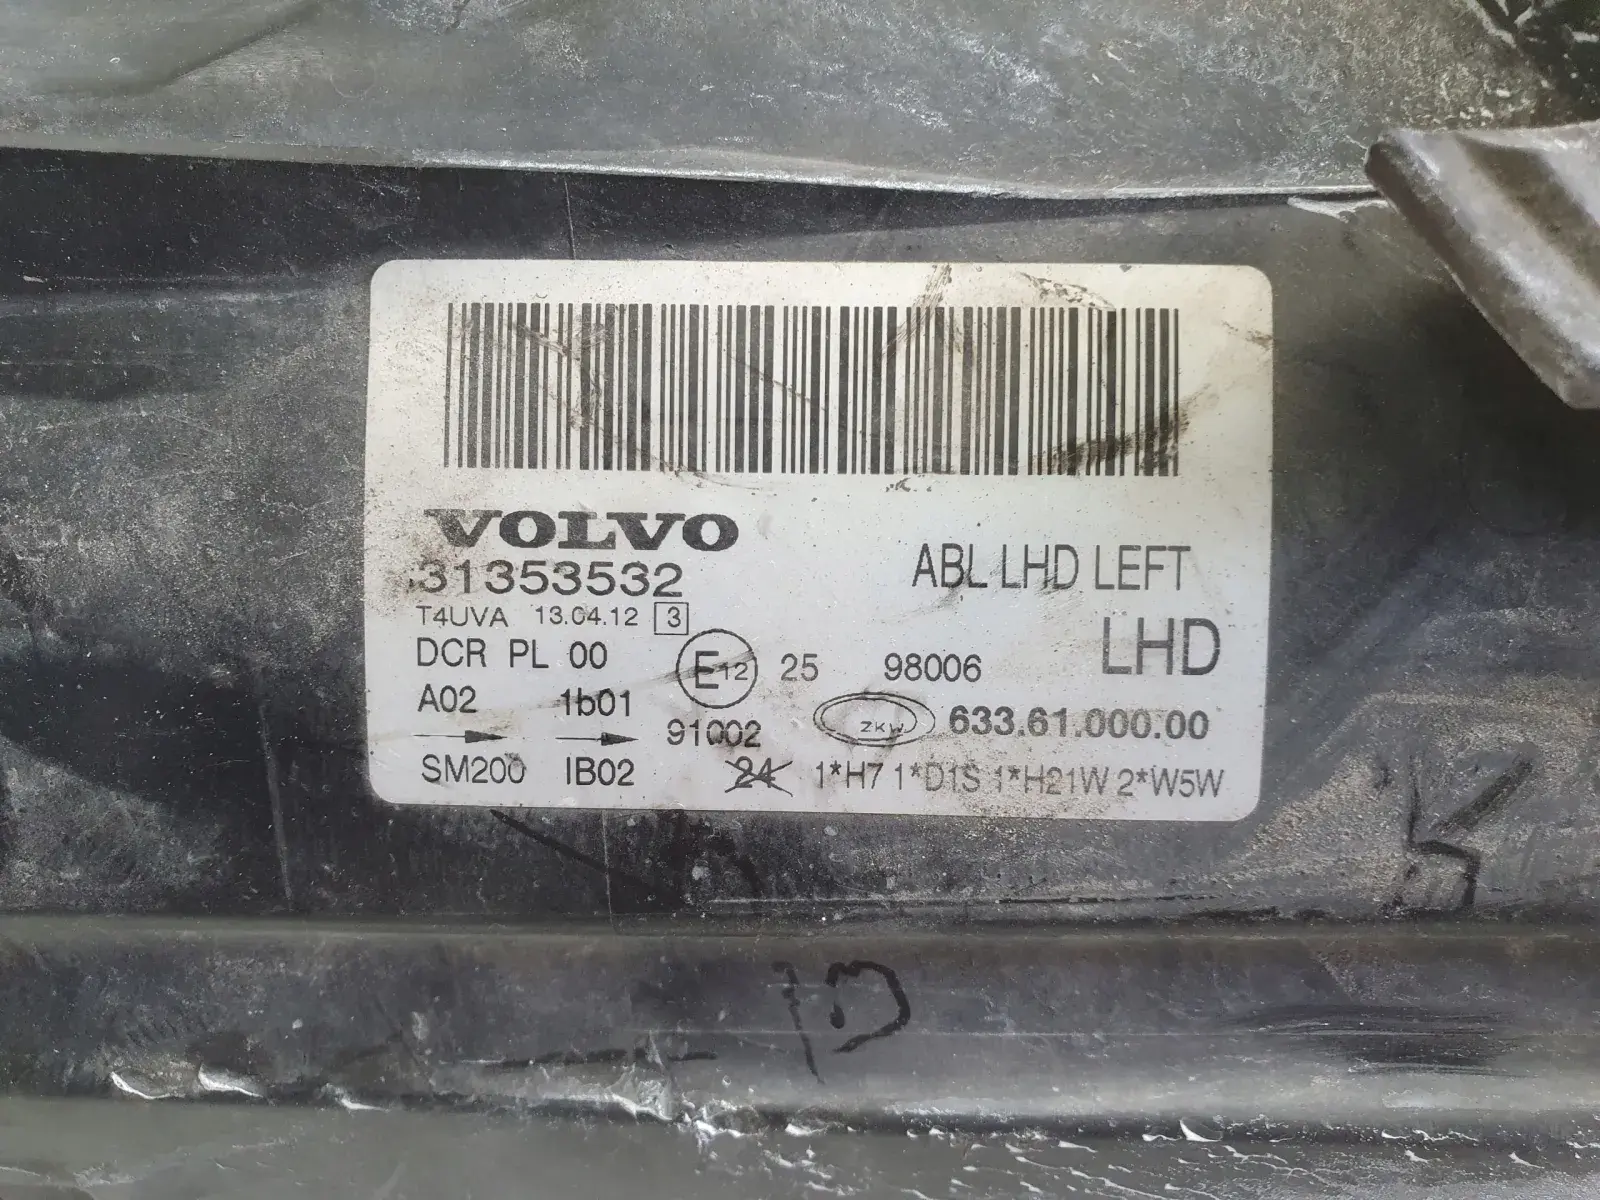 VOLVO
31353532
ABL LHD LEFT
T4UVA 13.04.12 3
LHD
DCR PL 00
E12 25 98006
A02 1b01
91002 ZKW 633.61.000.00
SM200 IB02 24 1*H7 1*D1S 1*H21W 2*W5W